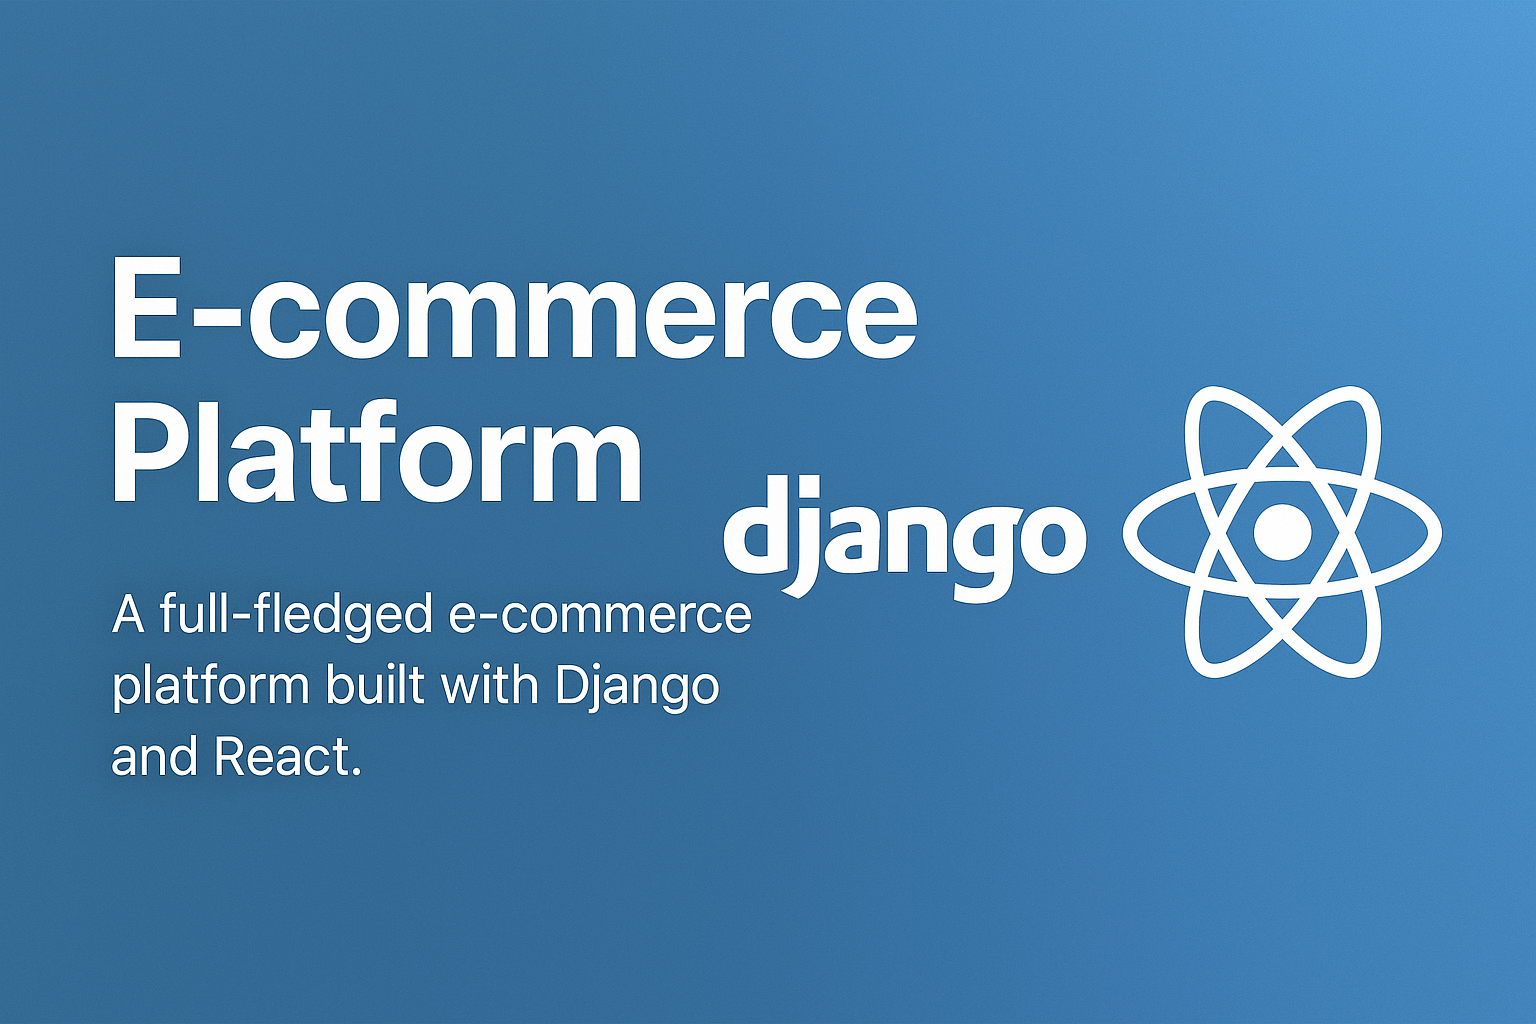 E-commerce
Platform
django
A full-fledged e-commerce
platform built with Django
and React.